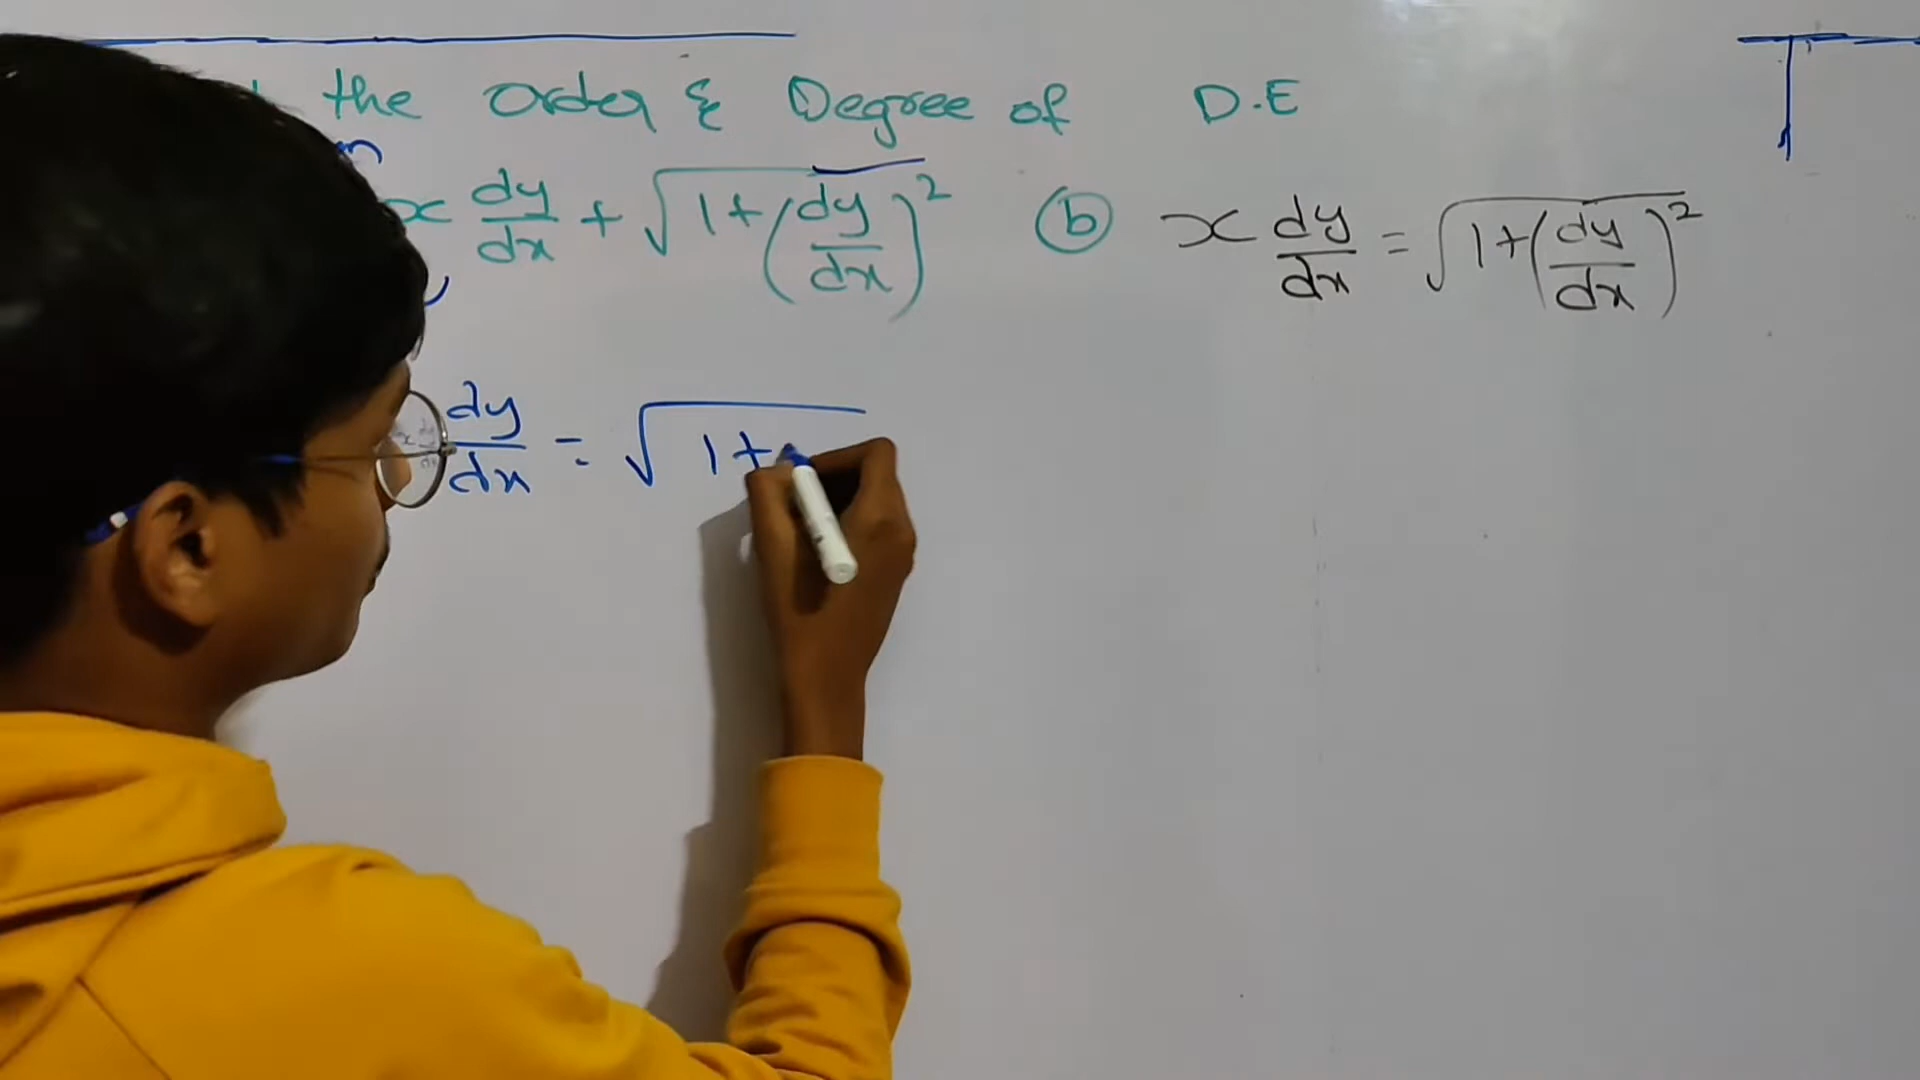 the Order & Degree of D.E
x dy/dx + √1+(dy/dx)² (b) x dy/dx = √1+(dy/dx)²
dy/dx = √1+